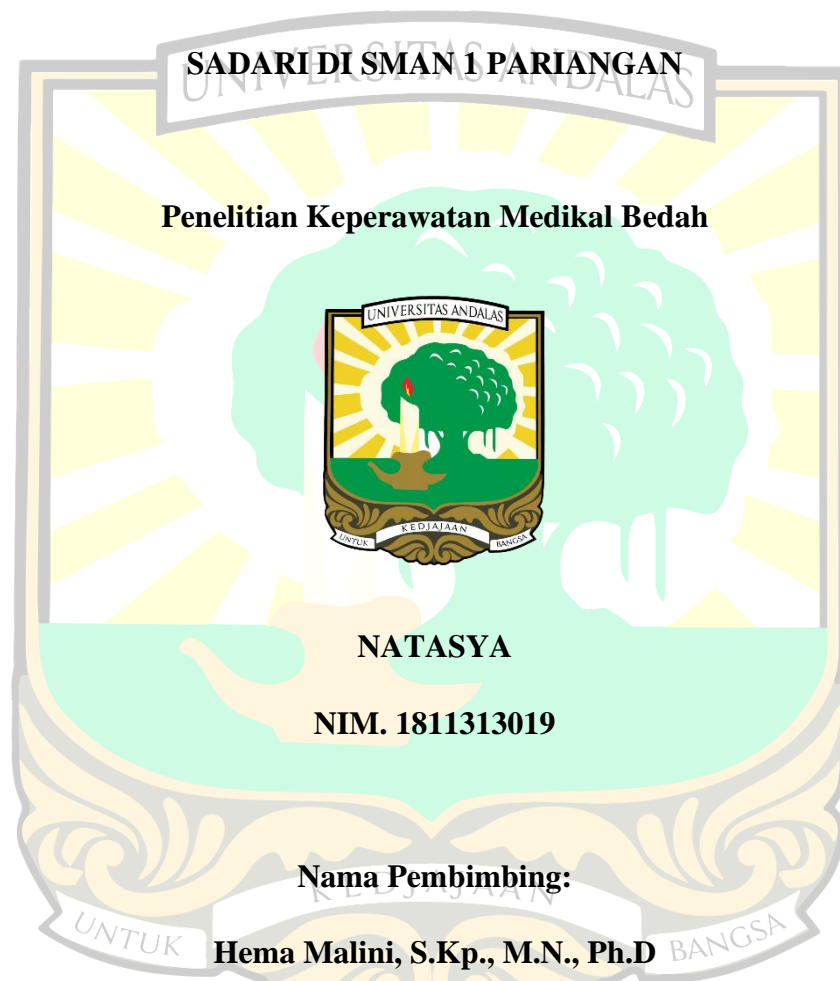 UNIVERSITAS ANDALAS
SADARI DI SMAN 1 PARIANGAN
Penelitian Keperawatan Medikal Bedah
UNIVERSITAS ANDALAS
UNTUK KEDJAJAAN BANGSA
NATASYA
NIM. 1811313019
Nama Pembimbing:
Hema Malini, S.Kp., M.N., Ph.D
UNTUK KEDJAJAAN BANGSA